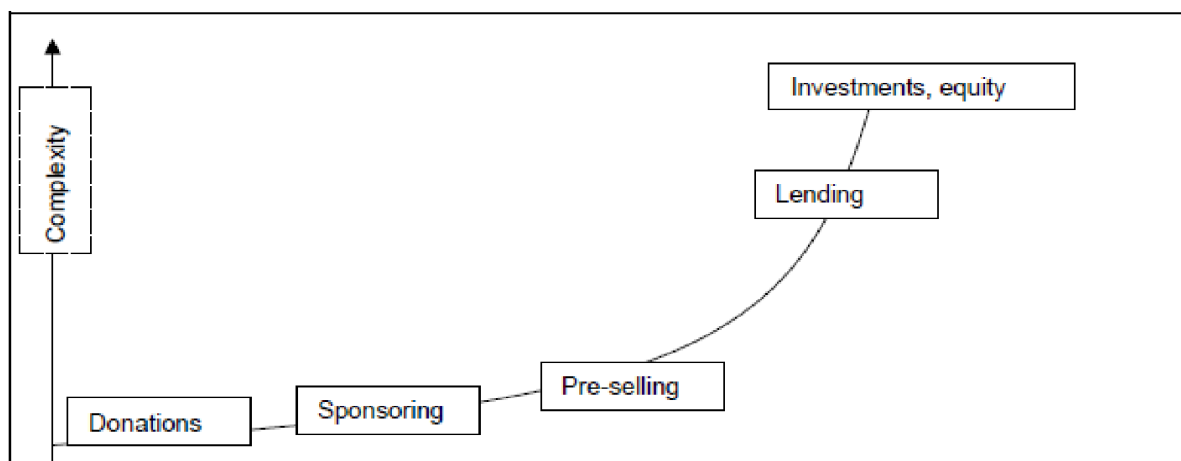 Investments, equity
Complexity
Lending
Pre-selling
Sponsoring
Donations